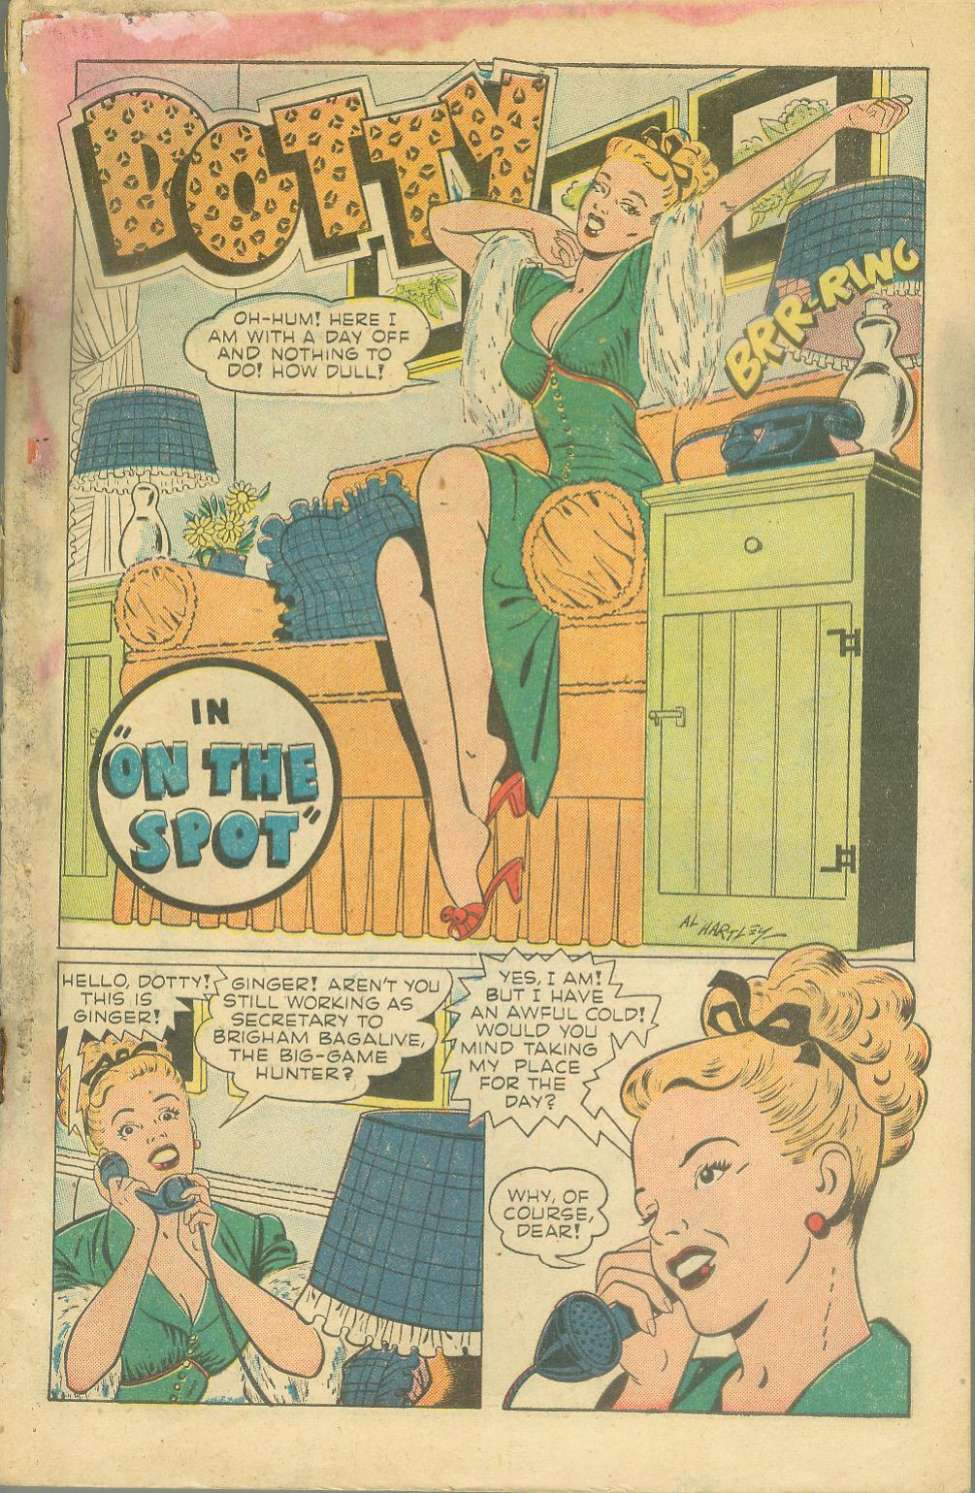 DOTTY
OH-HUM! HERE I
AM WITH A DAY OFF
AND NOTHING TO
DO! HOW DULL!
BRR-RING
IN
"ON THE
SPOT"
AL HARTLEY
HELLO, DOTTY!
THIS IS
GINGER!
GINGER! AREN'T YOU
STILL WORKING AS
SECRETARY TO
BRIGHAM BAGALIVE,
THE BIG-GAME
HUNTER?
YES, I AM!
BUT I HAVE
AN AWFUL COLD!
WOULD YOU
MIND TAKING
MY PLACE
FOR THE
DAY?
WHY, OF
COURSE,
DEAR!